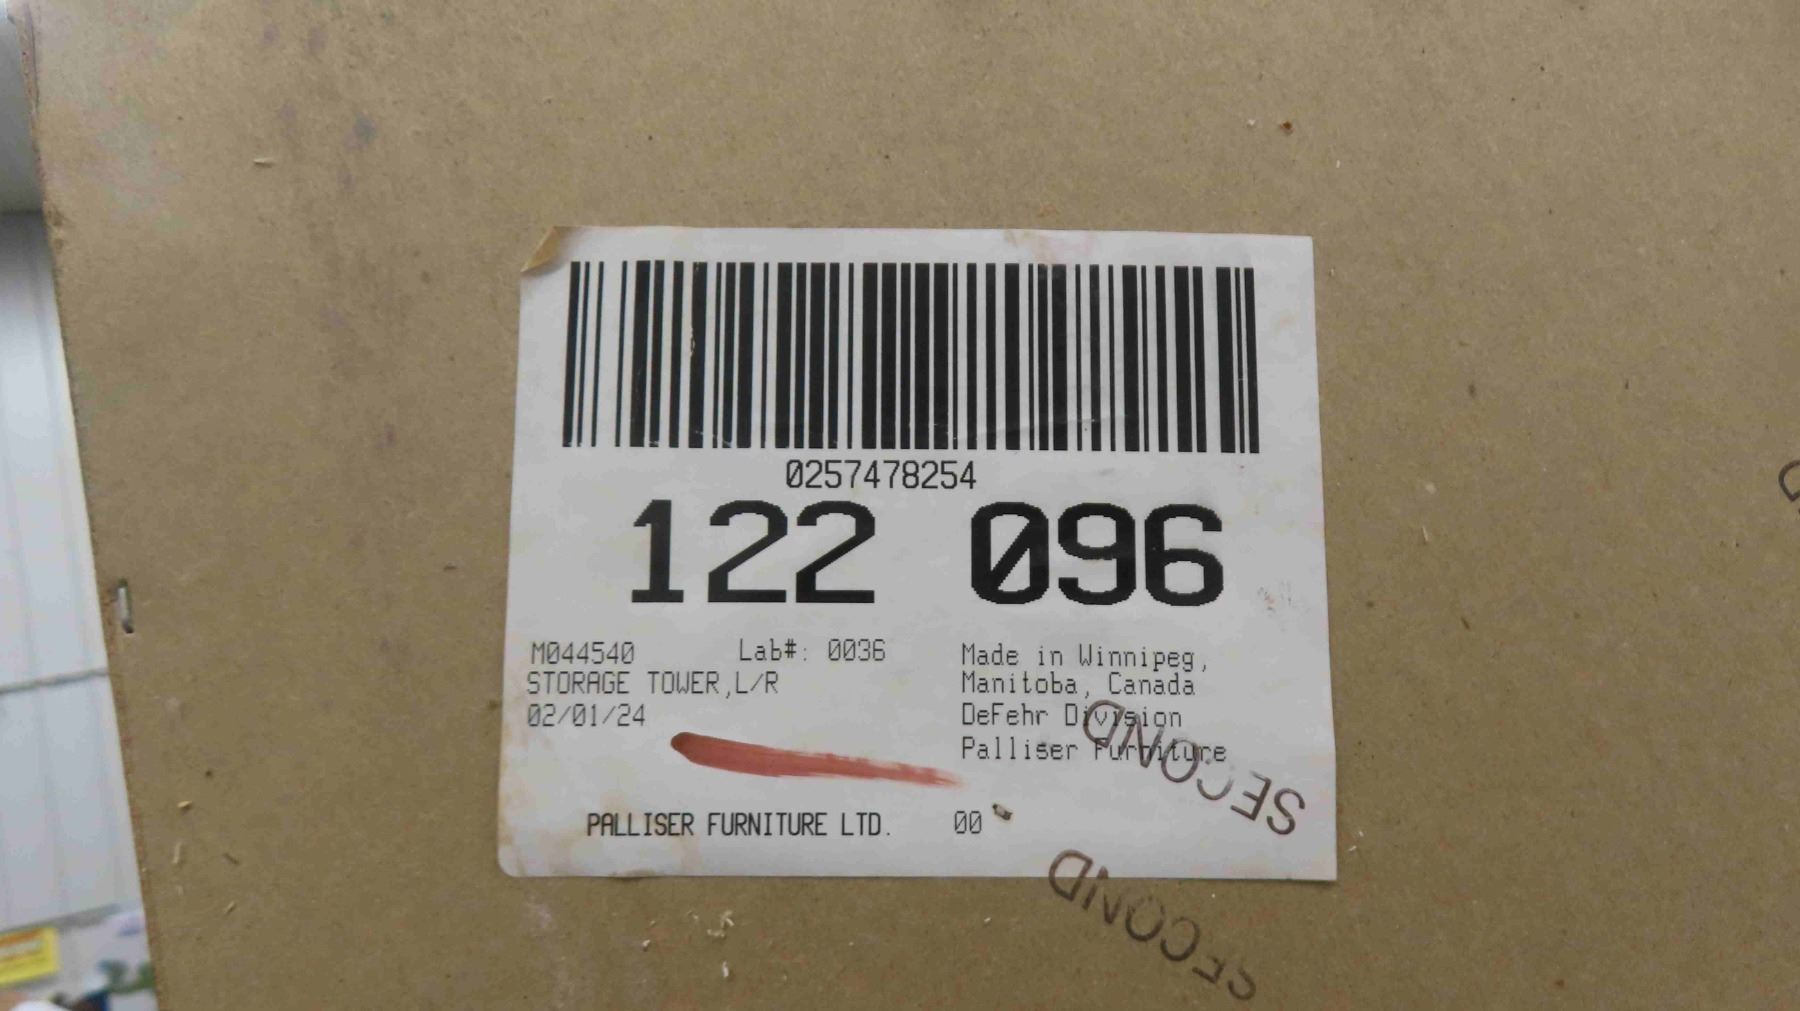 0257478254
122 096
M044540 Lab#: 0036
STORAGE TOWER,L/R
02/01/24
Made in Winnipeg,
Manitoba, Canada
DeFehr Division
Palliser Furniture
SECOND
PALLISER FURNITURE LTD. 00
SECOND